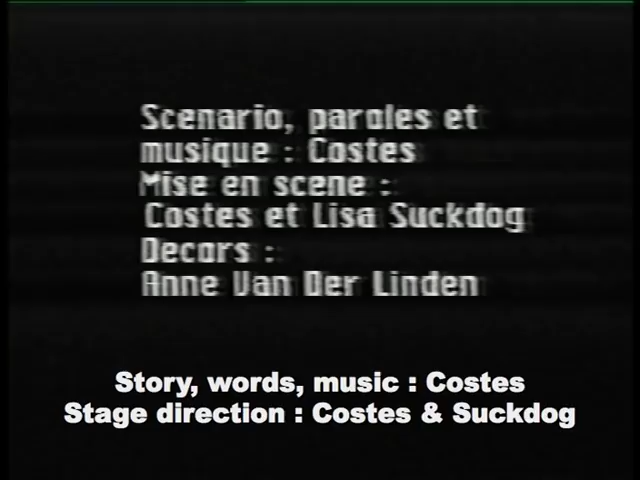 Scenario, paroles et
musique : Costes
Mise en scene :
Costes et Lisa Suckdog
Decors :
Anne Van Der Linden
Story, words, music : Costes
Stage direction : Costes & Suckdog